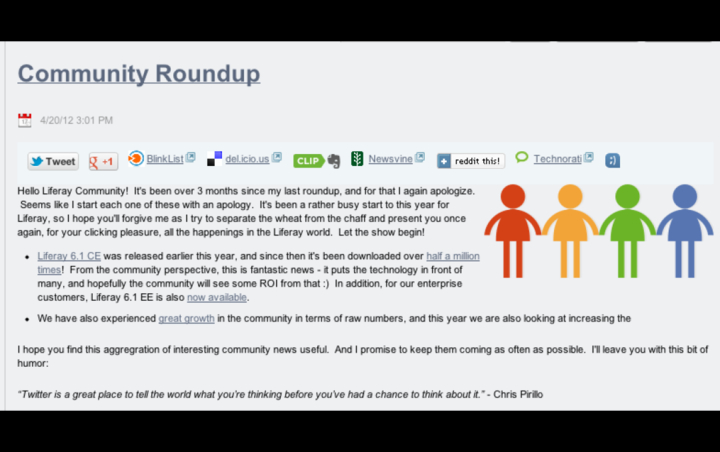 Community Roundup
4/20/12 3:01 PM
Tweet +1 BlinkList del.icio.us CLIP Newsvine reddit this! Technorati
Hello Liferay Community!  It's been over 3 months since my last roundup, and for that I again apologize.
Seems like I start each one of these with an apology.  It's been a rather busy start to this year for
Liferay, so I hope you'll forgive me as I try to separate the wheat from the chaff and present you once
again, for your clicking pleasure, all the happenings in the Liferay world.  Let the show begin!
• Liferay 6.1 CE was released earlier this year, and since then it's been downloaded over half a million
times!  From the community perspective, this is fantastic news - it puts the technology in front of
many, and hopefully the community will see some ROI from that :)  In addition, for our enterprise
customers, Liferay 6.1 EE is also now available.
• We have also experienced great growth in the community in terms of raw numbers, and this year we are also looking at increasing the
I hope you find this aggregration of interesting community news useful.  And I promise to keep them coming as often as possible.  I'll leave you with this bit of
humor:
“Twitter is a great place to tell the world what you're thinking before you've had a chance to think about it.” - Chris Pirillo